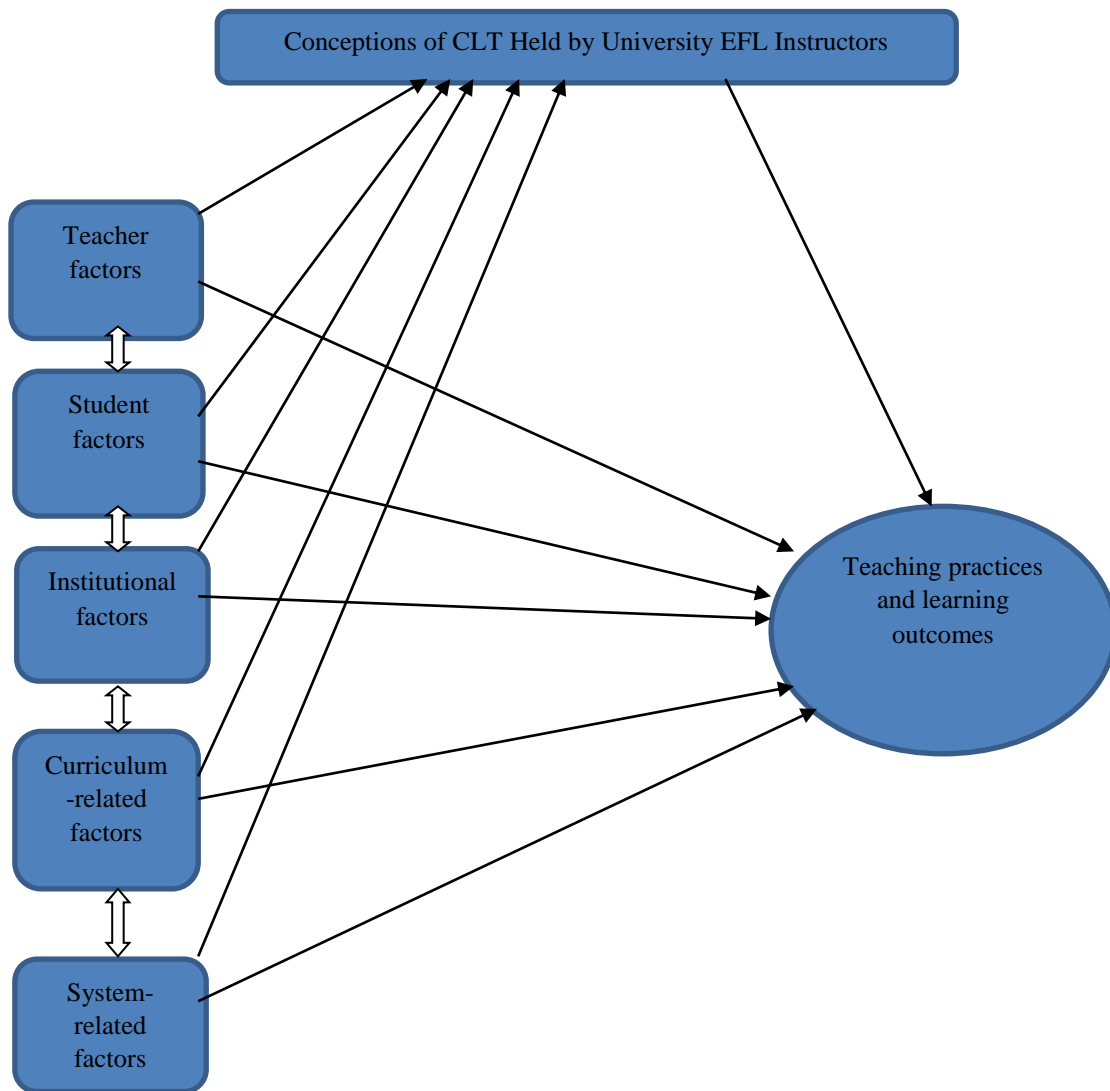 Conceptions of CLT Held by University EFL Instructors
Teacher
factors
Student
factors
Institutional
factors
Curriculum
-related
factors
System-
related
factors
Teaching practices
and learning
outcomes